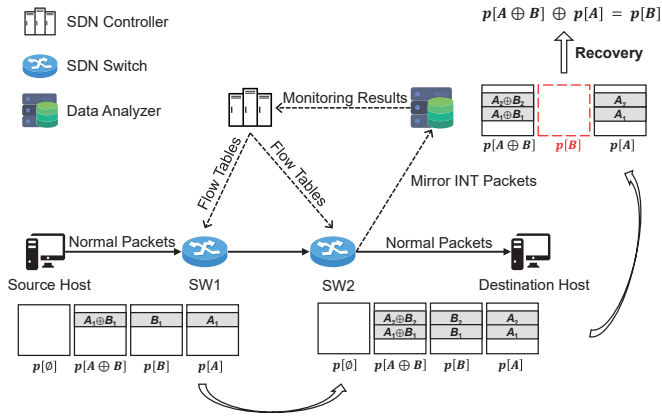 SDN Controller
SDN Switch
Data Analyzer
p[A ⊕ B] ⊕ p[A] = p[B]
Recovery
A₂⊕B₂
A₁⊕B₁
A₂
A₁
p[A ⊕ B]
p[B]
p[A]
Monitoring Results
Flow Tables
Flow Tables
Mirror INT Packets
Normal Packets
Normal Packets
Source Host
SW1
SW2
Destination Host
A₁⊕B₁
B₁
A₁
p[∅]
p[A ⊕ B]
p[B]
p[A]
A₂⊕B₂
B₂
A₂
A₁⊕B₁
B₁
A₁
p[∅]
p[A ⊕ B]
p[B]
p[A]